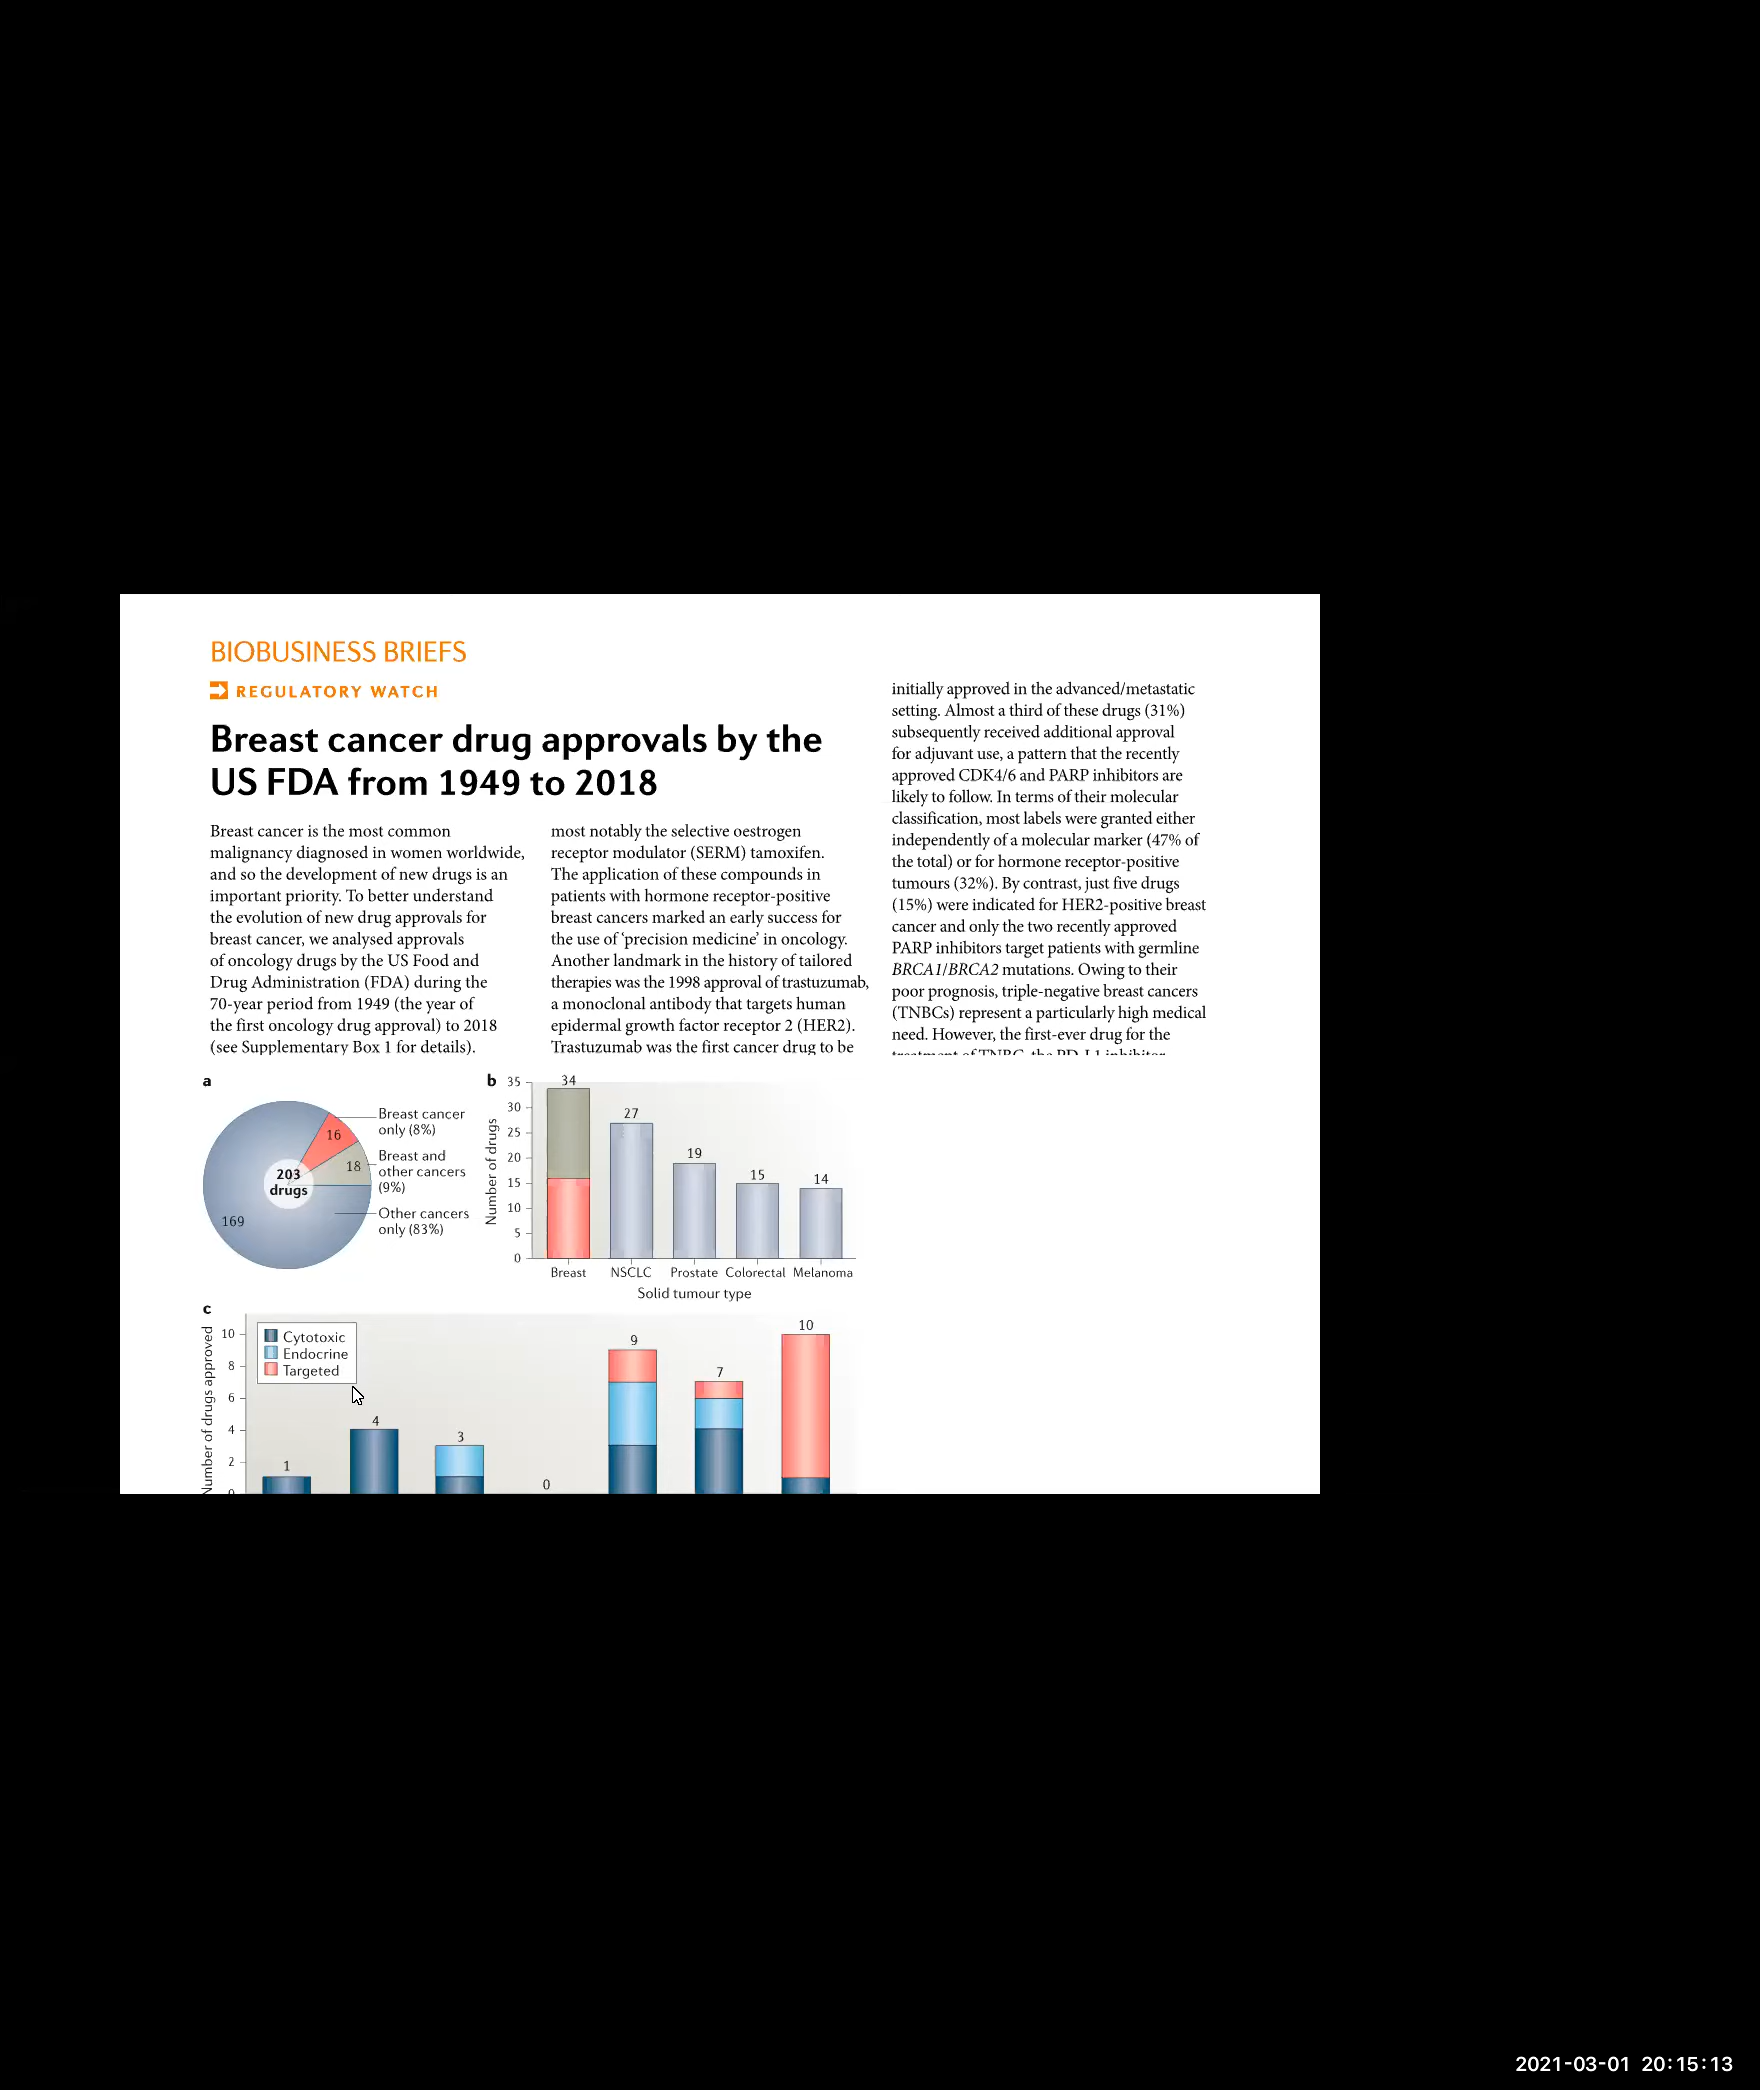 BIOBUSINESS BRIEFS
REGULATORY WATCH
Breast cancer drug approvals by the
US FDA from 1949 to 2018
Breast cancer is the most common
malignancy diagnosed in women worldwide,
and so the development of new drugs is an
important priority. To better understand
the evolution of new drug approvals for
breast cancer, we analysed approvals
of oncology drugs by the US Food and
Drug Administration (FDA) during the
70-year period from 1949 (the year of
the first oncology drug approval) to 2018
(see Supplementary Box 1 for details).
most notably the selective oestrogen
receptor modulator (SERM) tamoxifen.
The application of these compounds in
patients with hormone receptor-positive
breast cancers marked an early success for
the use of ‘precision medicine’ in oncology.
Another landmark in the history of tailored
therapies was the 1998 approval of trastuzumab,
a monoclonal antibody that targets human
epidermal growth factor receptor 2 (HER2).
Trastuzumab was the first cancer drug to be
initially approved in the advanced/metastatic
setting. Almost a third of these drugs (31%)
subsequently received additional approval
for adjuvant use, a pattern that the recently
approved CDK4/6 and PARP inhibitors are
likely to follow. In terms of their molecular
classification, most labels were granted either
independently of a molecular marker (47% of
the total) or for hormone receptor-positive
tumours (32%). By contrast, just five drugs
(15%) were indicated for HER2-positive breast
cancer and only the two recently approved
PARP inhibitors target patients with germline
BRCA1/BRCA2 mutations. Owing to their
poor prognosis, triple-negative breast cancers
(TNBCs) represent a particularly high medical
need. However, the first-ever drug for the
treatment of TNBC, the PD-L1 inhibitor
a
203
drugs
16
18
169
Breast cancer
only (8%)
Breast and
other cancers
(9%)
Other cancers
only (83%)
b
Number of drugs
35
30
25
20
15
10
5
0
34
27
19
15
14
Breast NSCLC Prostate Colorectal Melanoma
Solid tumour type
c
Number of drugs approved
10
8
6
4
2
0
Cytotoxic
Endocrine
Targeted
1
4
3
0
9
7
10
2021-03-01 20:15:13